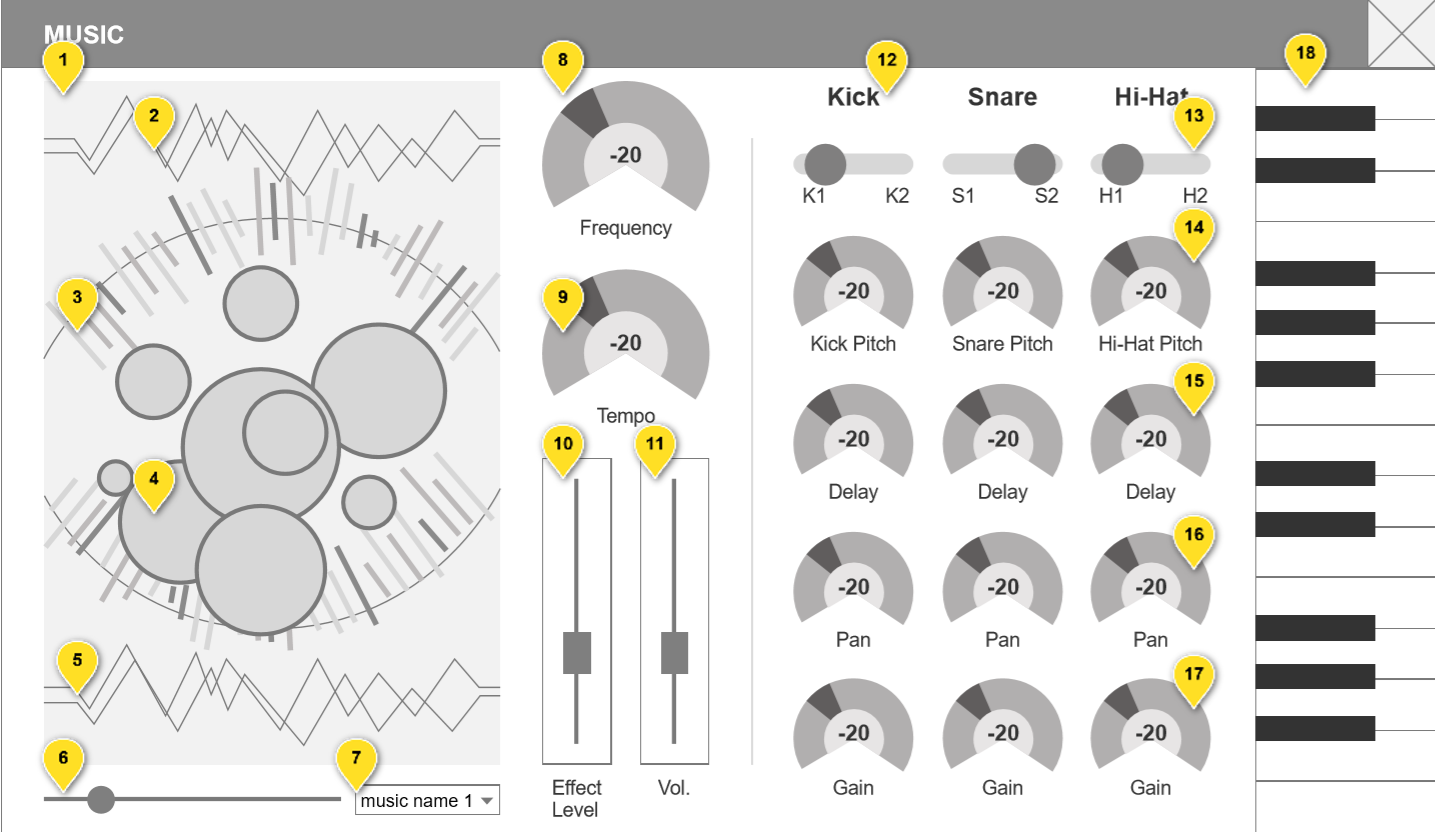 MUSIC
1
2
3
4
5
6
7
music name 1
8
-20
Frequency
9
-20
Tempo
10
11
Effect
Level
Vol.
12
Kick
Snare
Hi-Hat
13
K1
K2
S1
S2
H1
H2
14
-20
-20
-20
Kick Pitch
Snare Pitch
Hi-Hat Pitch
15
-20
-20
-20
Delay
Delay
Delay
16
-20
-20
-20
Pan
Pan
Pan
17
-20
-20
-20
Gain
Gain
Gain
18